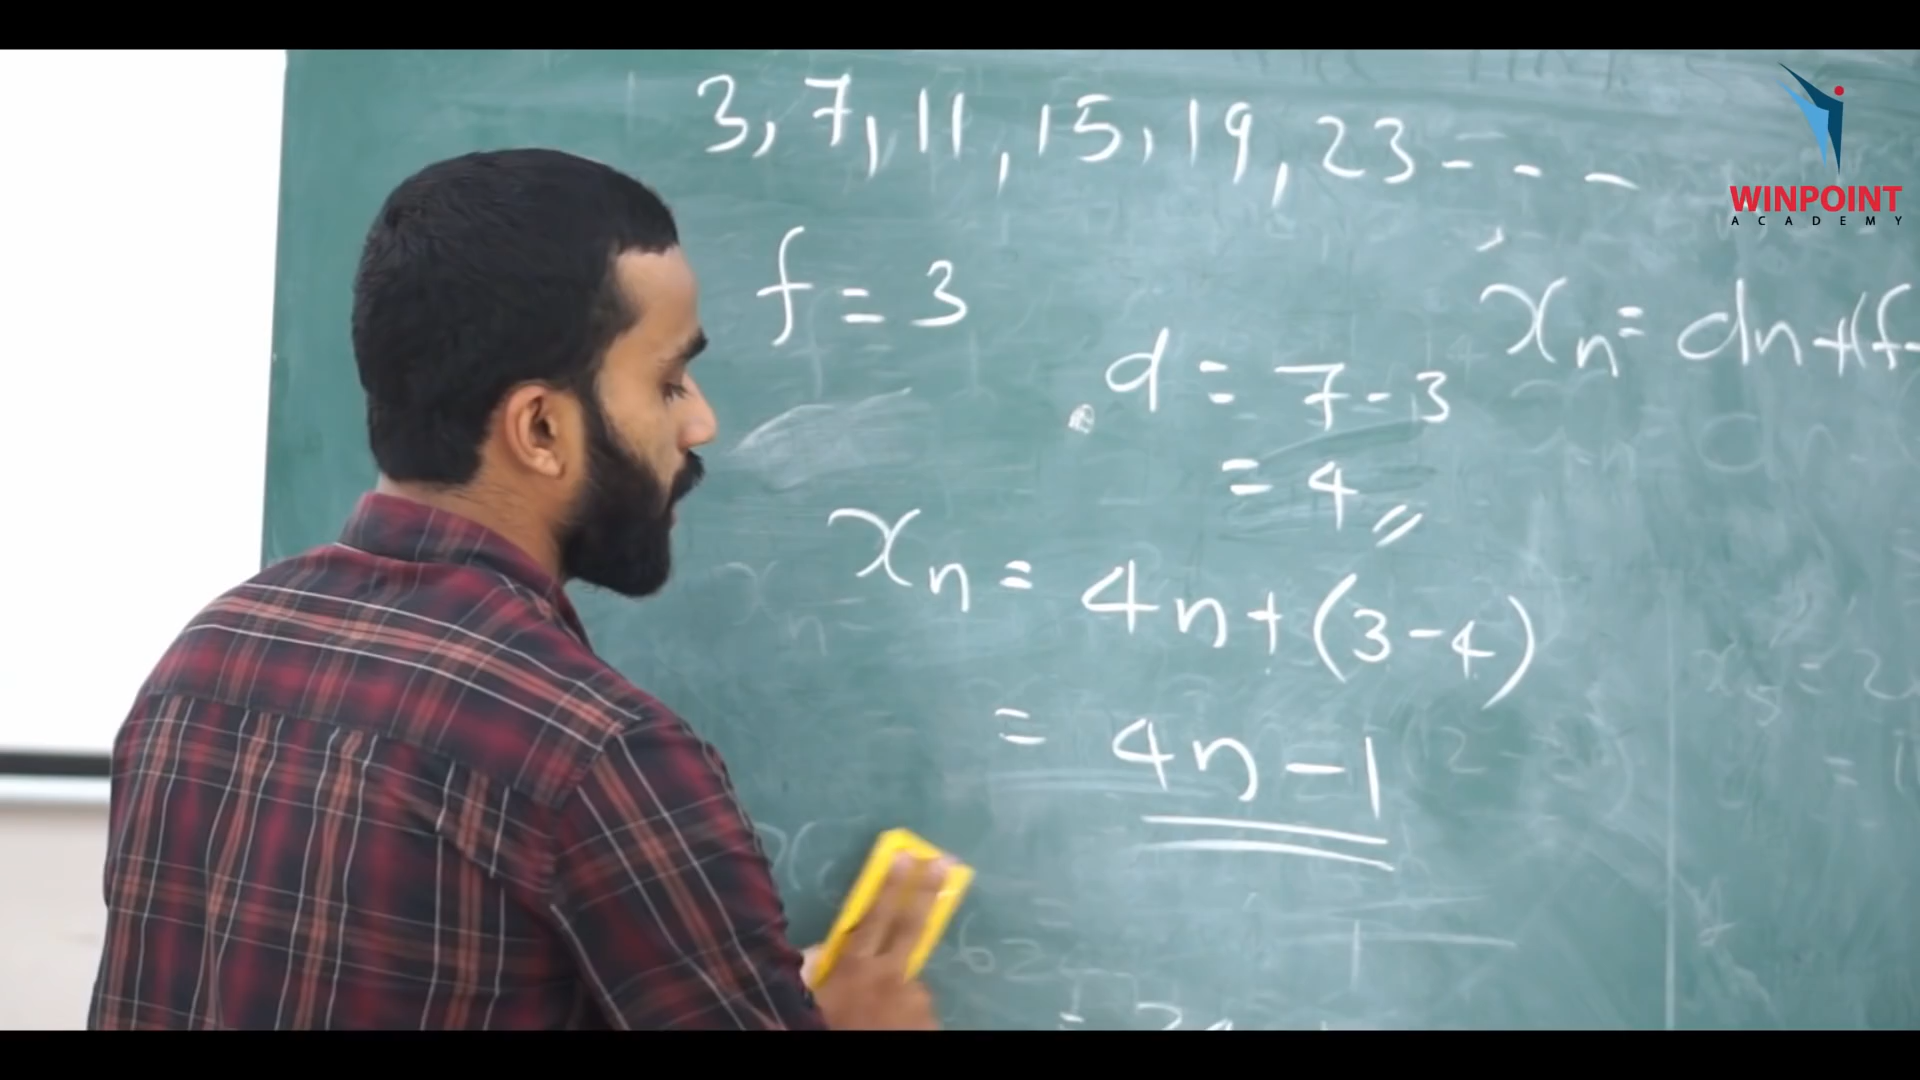 3, 7, 11, 15, 19, 23 - - -
f = 3
xn = dn + (f-
d = 7 - 3
= 4
xn = 4n + (3 - 4)
= 4n - 1
WINPOINT
ACADEMY